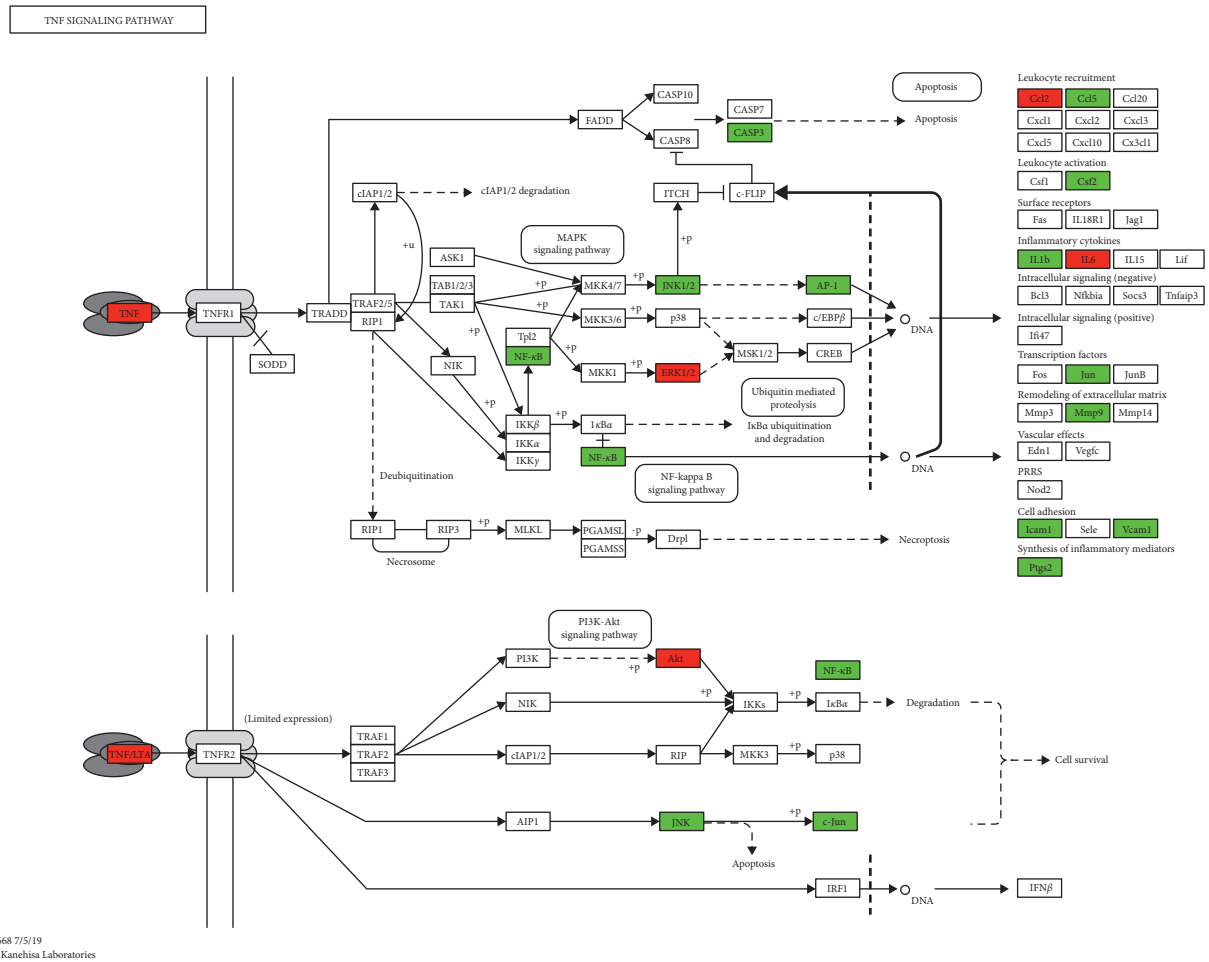 TNF SIGNALING PATHWAY
Leukocyte recruitment
Ccl2 Ccl5 Ccl20
Cxcl1 Cxcl2 Cxcl3
Cxcl5 Cxcl10 Cx3cl1
Leukocyte activation
Csf1 Csf2
Surface receptors
Fas IL18R1 Jag1
Inflammatory cytokines
IL1b IL6 IL15 Lif
Intracellular signaling (negative)
Bcl3 Nfkbia Socs3 Tnfaip3
Intracellular signaling (positive)
Ifi47
Transcription factors
Fos Jun JunB
Remodeling of extracellular matrix
Mmp3 Mmp9 Mmp14
Vascular effects
Edn1 Vegfc
PRRS
Nod2
Cell adhesion
Icam1 Sele Vcam1
Synthesis of inflammatory mediators
Ptgs2
Apoptosis
CASP10
CASP7
FADD
CASP3
Apoptosis
CASP8
cIAP1/2
cIAP1/2 degradation
ITCH
c-FLIP
+u
+p
MAPK
signaling pathway
ASK1
TAB1/2/3
TAK1
+p
MKK4/7
+p
JNK1/2
AP-1
TNF
TNFR1
TRADD
TRAF2/5
RIP1
SODD
+p
MKK3/6
+p
p38
c/EBPβ
DNA
+p
Tpl2
NF-κB
+p
MSK1/2
CREB
NIK
MKK1
+p
ERK1/2
+p
Ubiquitin mediated
proteolysis
IKKβ
IKKα
IKKγ
+p
1κBα
IκBα ubiquitination
and degradation
NF-κB
DNA
NF-kappa B
signaling pathway
Deubiquitination
RIP1
RIP3
+p
MLKL
PGAMSL
PGAMSS
-p
Drpl
Necroptosis
Necrosome
PI3K-Akt
signaling pathway
PI3K
+p
Akt
NF-κB
NIK
+p
IKKs
+p
IκBα
Degradation
(Limited expression)
TNF/LTA
TNFR2
TRAF1
TRAF2
TRAF3
cIAP1/2
RIP
MKK3
+p
p38
Cell survival
AIP1
JNK
+p
c-Jun
Apoptosis
IRF1
DNA
IFNβ
668 7/5/19
Kanehisa Laboratories